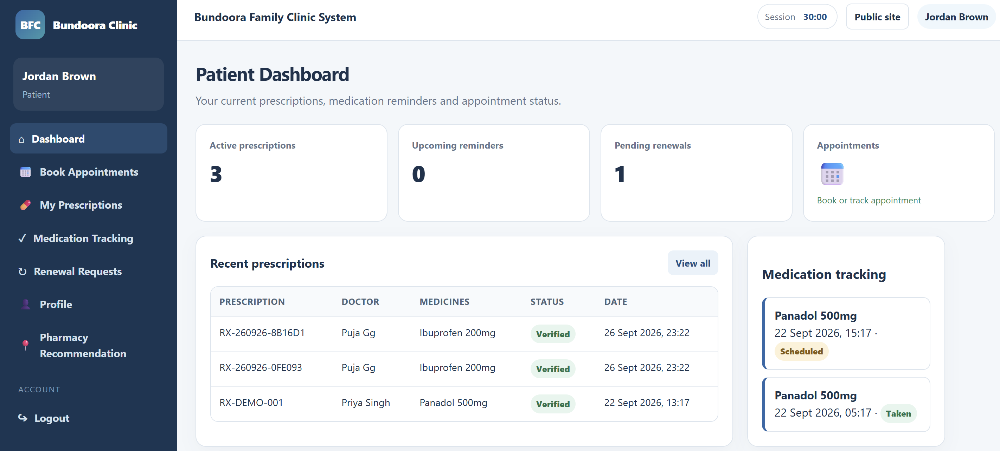 BFC
Bundoora Clinic
Jordan Brown
Patient
Dashboard
Book Appointments
My Prescriptions
Medication Tracking
Renewal Requests
Profile
Pharmacy
Recommendation
ACCOUNT
Logout
Bundoora Family Clinic System
Session 30:00
Public site
Jordan Brown
Patient Dashboard
Your current prescriptions, medication reminders and appointment status.
Active prescriptions
3
Upcoming reminders
0
Pending renewals
1
Appointments
Book or track appointment
Recent prescriptions
View all
PRESCRIPTION DOCTOR MEDICINES STATUS DATE
RX-260926-8B16D1 Puja Gg Ibuprofen 200mg Verified 26 Sept 2026, 23:22
RX-260926-0FE093 Puja Gg Ibuprofen 200mg Verified 26 Sept 2026, 23:22
RX-DEMO-001 Priya Singh Panadol 500mg Verified 22 Sept 2026, 13:17
Medication tracking
Panadol 500mg
22 Sept 2026, 15:17 ·
Scheduled
Panadol 500mg
22 Sept 2026, 05:17 · Taken